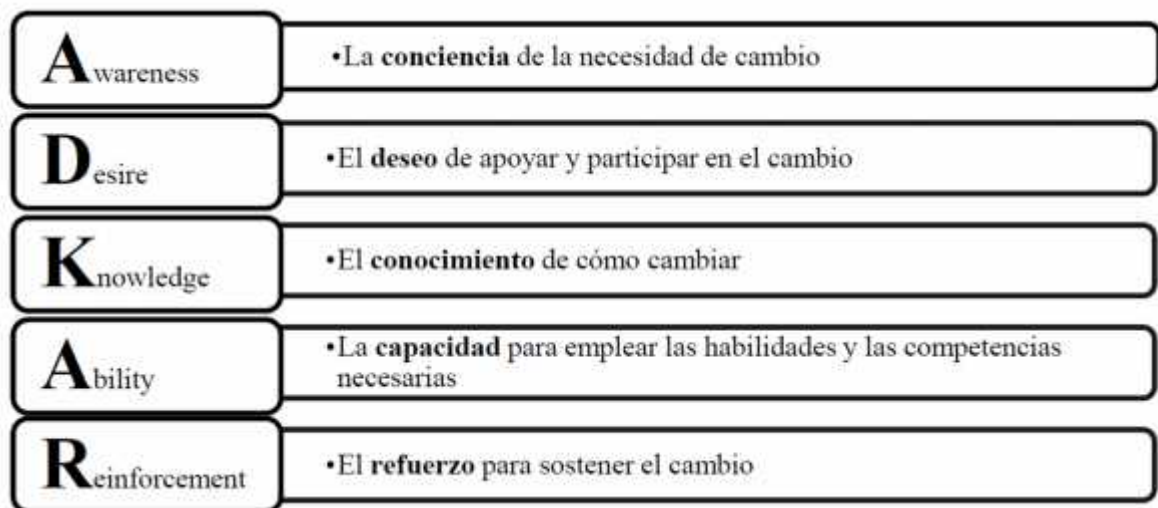 Awareness
•La conciencia de la necesidad de cambio
Desire
•El deseo de apoyar y participar en el cambio
Knowledge
•El conocimiento de cómo cambiar
Ability
•La capacidad para emplear las habilidades y las competencias
necesarias
Reinforcement
•El refuerzo para sostener el cambio